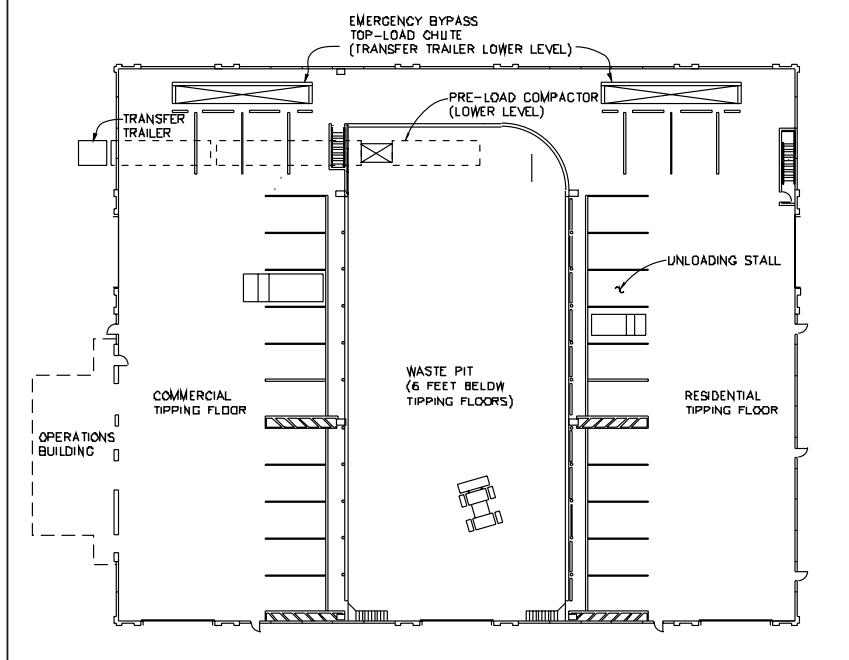 EMERGENCY BYPASS
TOP-LOAD CHUTE
(TRANSFER TRAILER LOWER LEVEL)
PRE-LOAD COMPACTOR
(LOWER LEVEL)
TRANSFER
TRAILER
UNLOADING STALL
WASTE PIT
(6 FEET BELOW
TIPPING FLOORS)
COMMERCIAL
TIPPING FLOOR
RESIDENTIAL
TIPPING FLOOR
OPERATIONS
BUILDING